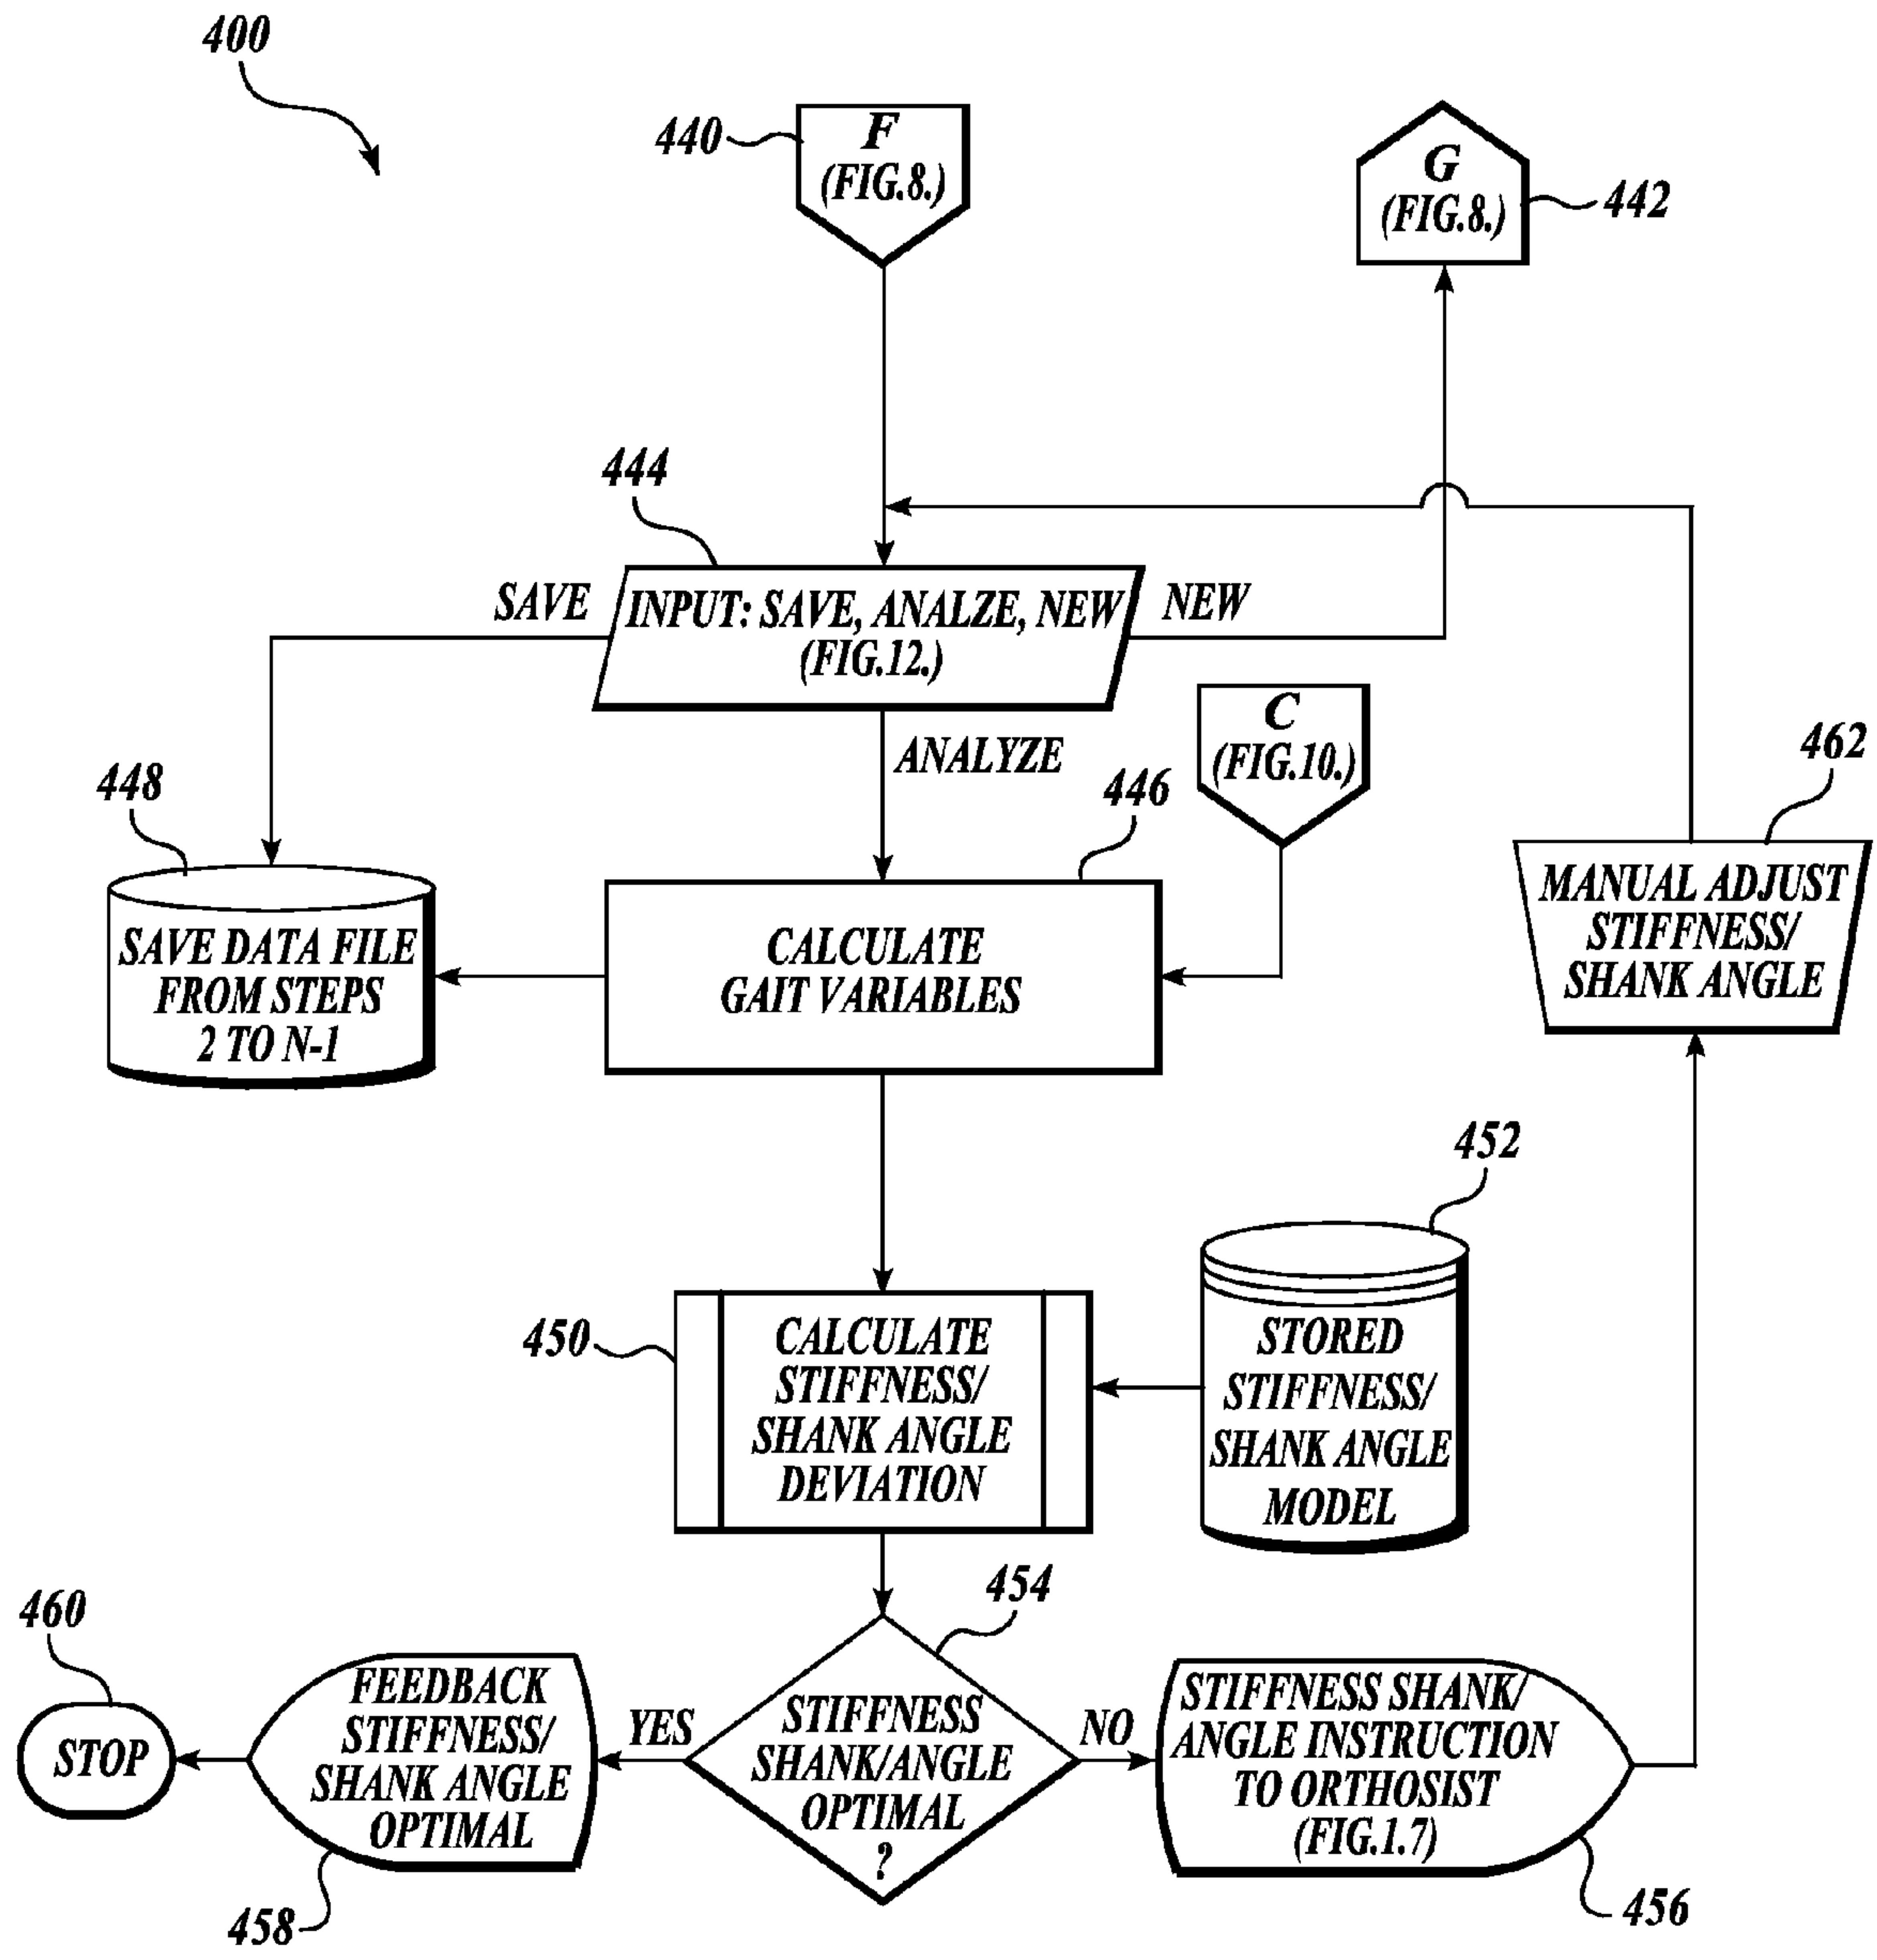 400
440
F
(FIG.8.)
G
(FIG.8.)
442
444
SAVE
INPUT: SAVE, ANALZE, NEW
(FIG.12.)
NEW
ANALYZE
C
(FIG.10.)
446
448
462
SAVE DATA FILE
FROM STEPS
2 TO N-1
CALCULATE
GAIT VARIABLES
MANUAL ADJUST
STIFFNESS/
SHANK ANGLE
452
450
CALCULATE
STIFFNESS/
SHANK ANGLE
DEVIATION
STORED
STIFFNESS/
SHANK ANGLE
MODEL
454
460
STOP
FEEDBACK
STIFFNESS/
SHANK ANGLE
OPTIMAL
YES
STIFFNESS
SHANK/ANGLE
OPTIMAL
?
NO
STIFFNESS SHANK/
ANGLE INSTRUCTION
TO ORTHOSIST
(FIG.1.7)
458
456